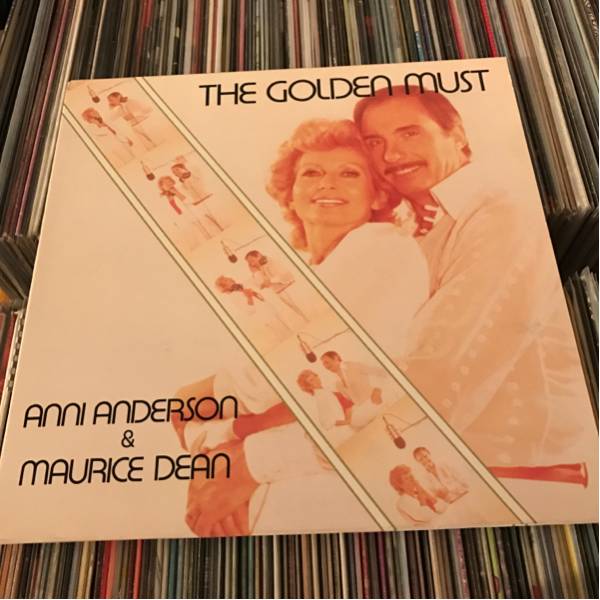 THE GOLDEN MUST
ANNI ANDERSON
&
MAURICE DEAN